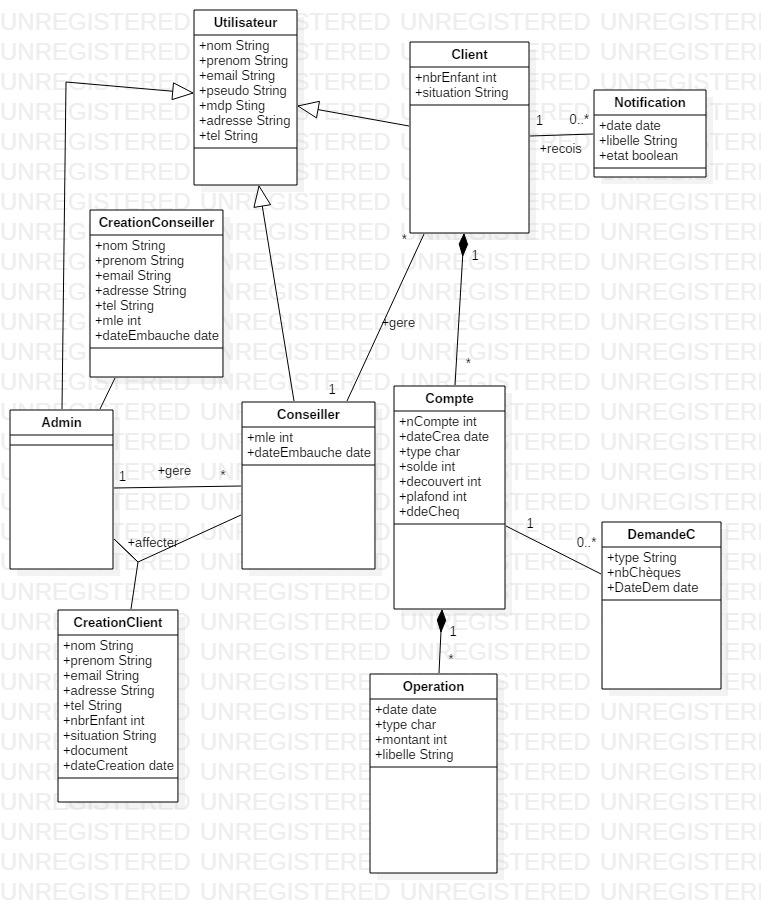 Utilisateur
+nom String
+prenom String
+email String
+pseudo String
+mdp Sting
+adresse String
+tel String
Client
+nbrEnfant int
+situation String
1
0..*
+recois
Notification
+date date
+libelle String
+etat boolean
CreationConseiller
+nom String
+prenom String
+email String
+adresse String
+tel String
+mle int
+dateEmbauche date
*
+gere
1
1
*
Admin
1
+gere
*
Conseiller
+mle int
+dateEmbauche date
Compte
+nCompte int
+dateCrea date
+type char
+solde int
+decouvert int
+plafond int
+ddeCheq
+affecter
1
0..*
DemandeC
+type String
+nbChèques
+DateDem date
CreationClient
+nom String
+prenom String
+email String
+adresse String
+tel String
+nbrEnfant int
+situation String
+document
+dateCreation date
1
*
Operation
+date date
+type char
+montant int
+libelle String
UNREGISTERED